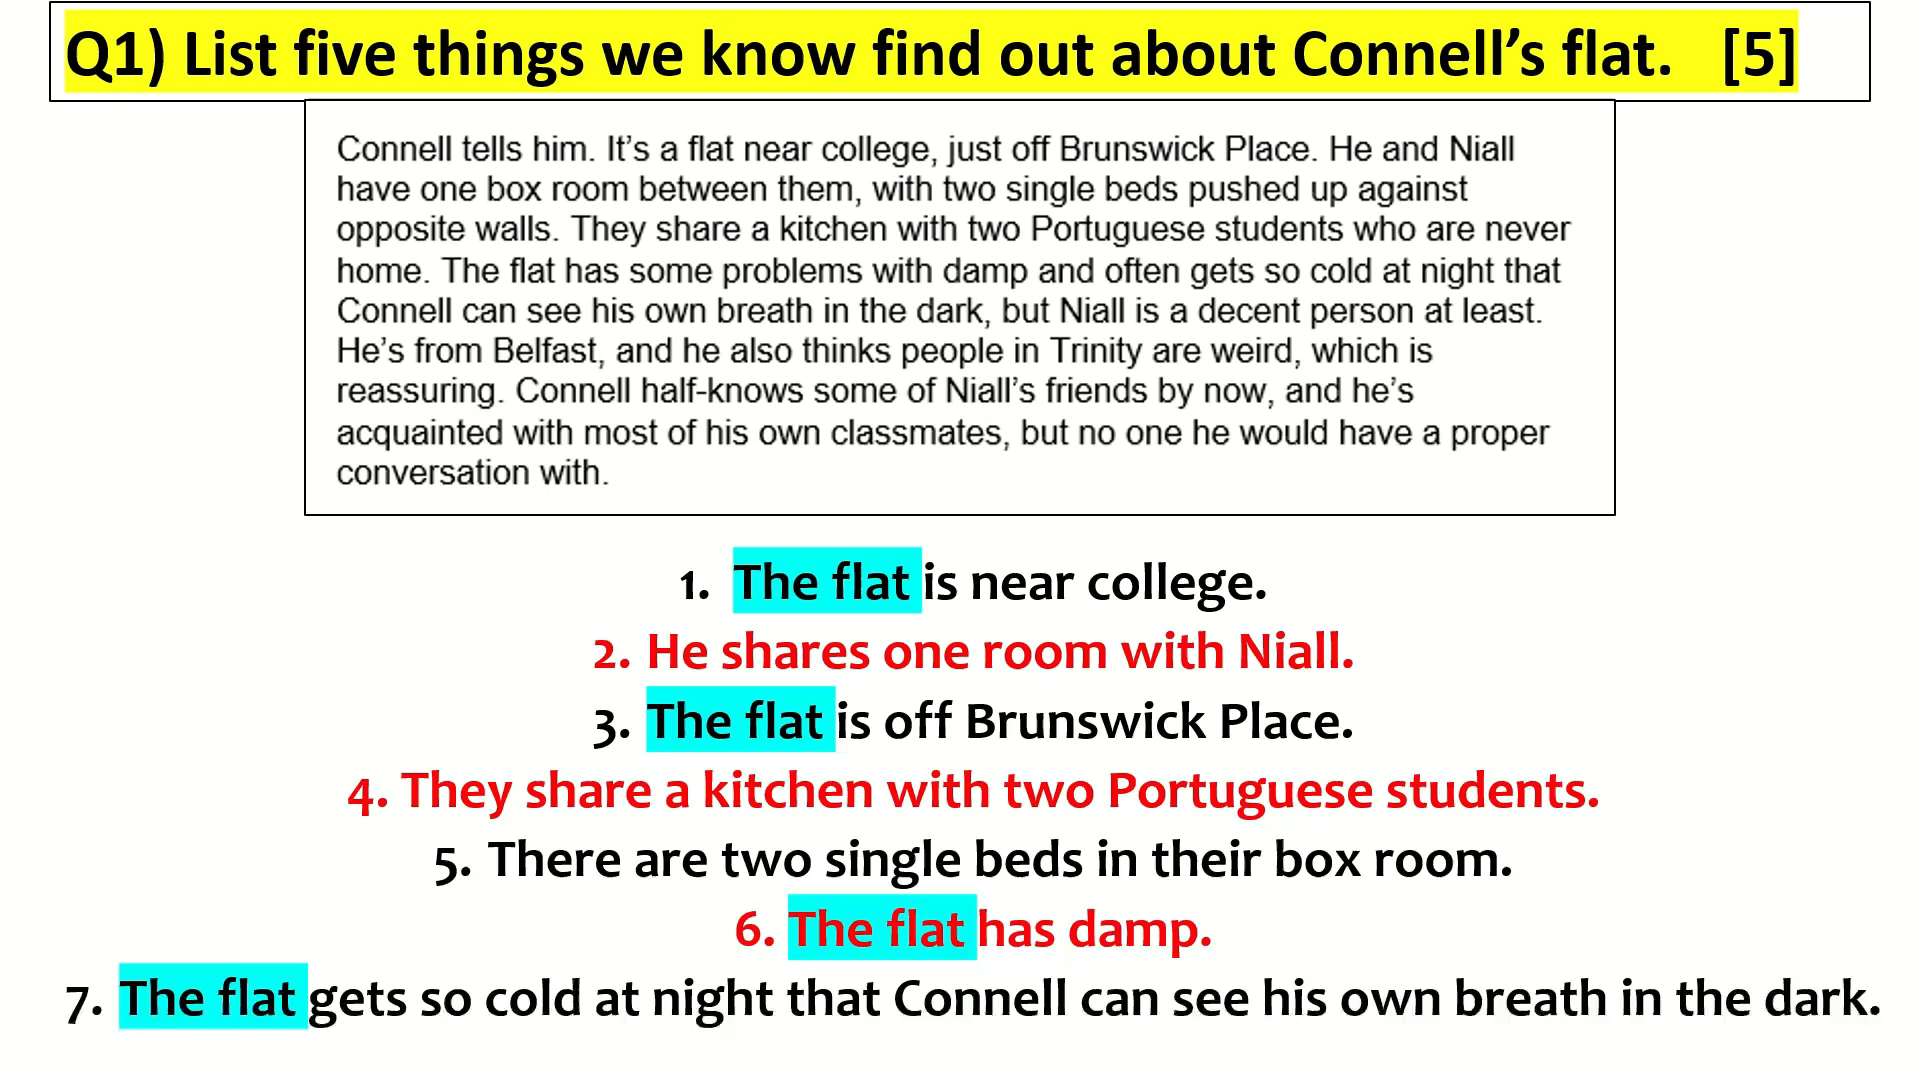 Q1) List five things we know find out about Connell’s flat. [5]
Connell tells him. It’s a flat near college, just off Brunswick Place. He and Niall
have one box room between them, with two single beds pushed up against
opposite walls. They share a kitchen with two Portuguese students who are never
home. The flat has some problems with damp and often gets so cold at night that
Connell can see his own breath in the dark, but Niall is a decent person at least.
He’s from Belfast, and he also thinks people in Trinity are weird, which is
reassuring. Connell half-knows some of Niall’s friends by now, and he’s
acquainted with most of his own classmates, but no one he would have a proper
conversation with.
1. The flat is near college.
2. He shares one room with Niall.
3. The flat is off Brunswick Place.
4. They share a kitchen with two Portuguese students.
5. There are two single beds in their box room.
6. The flat has damp.
7. The flat gets so cold at night that Connell can see his own breath in the dark.